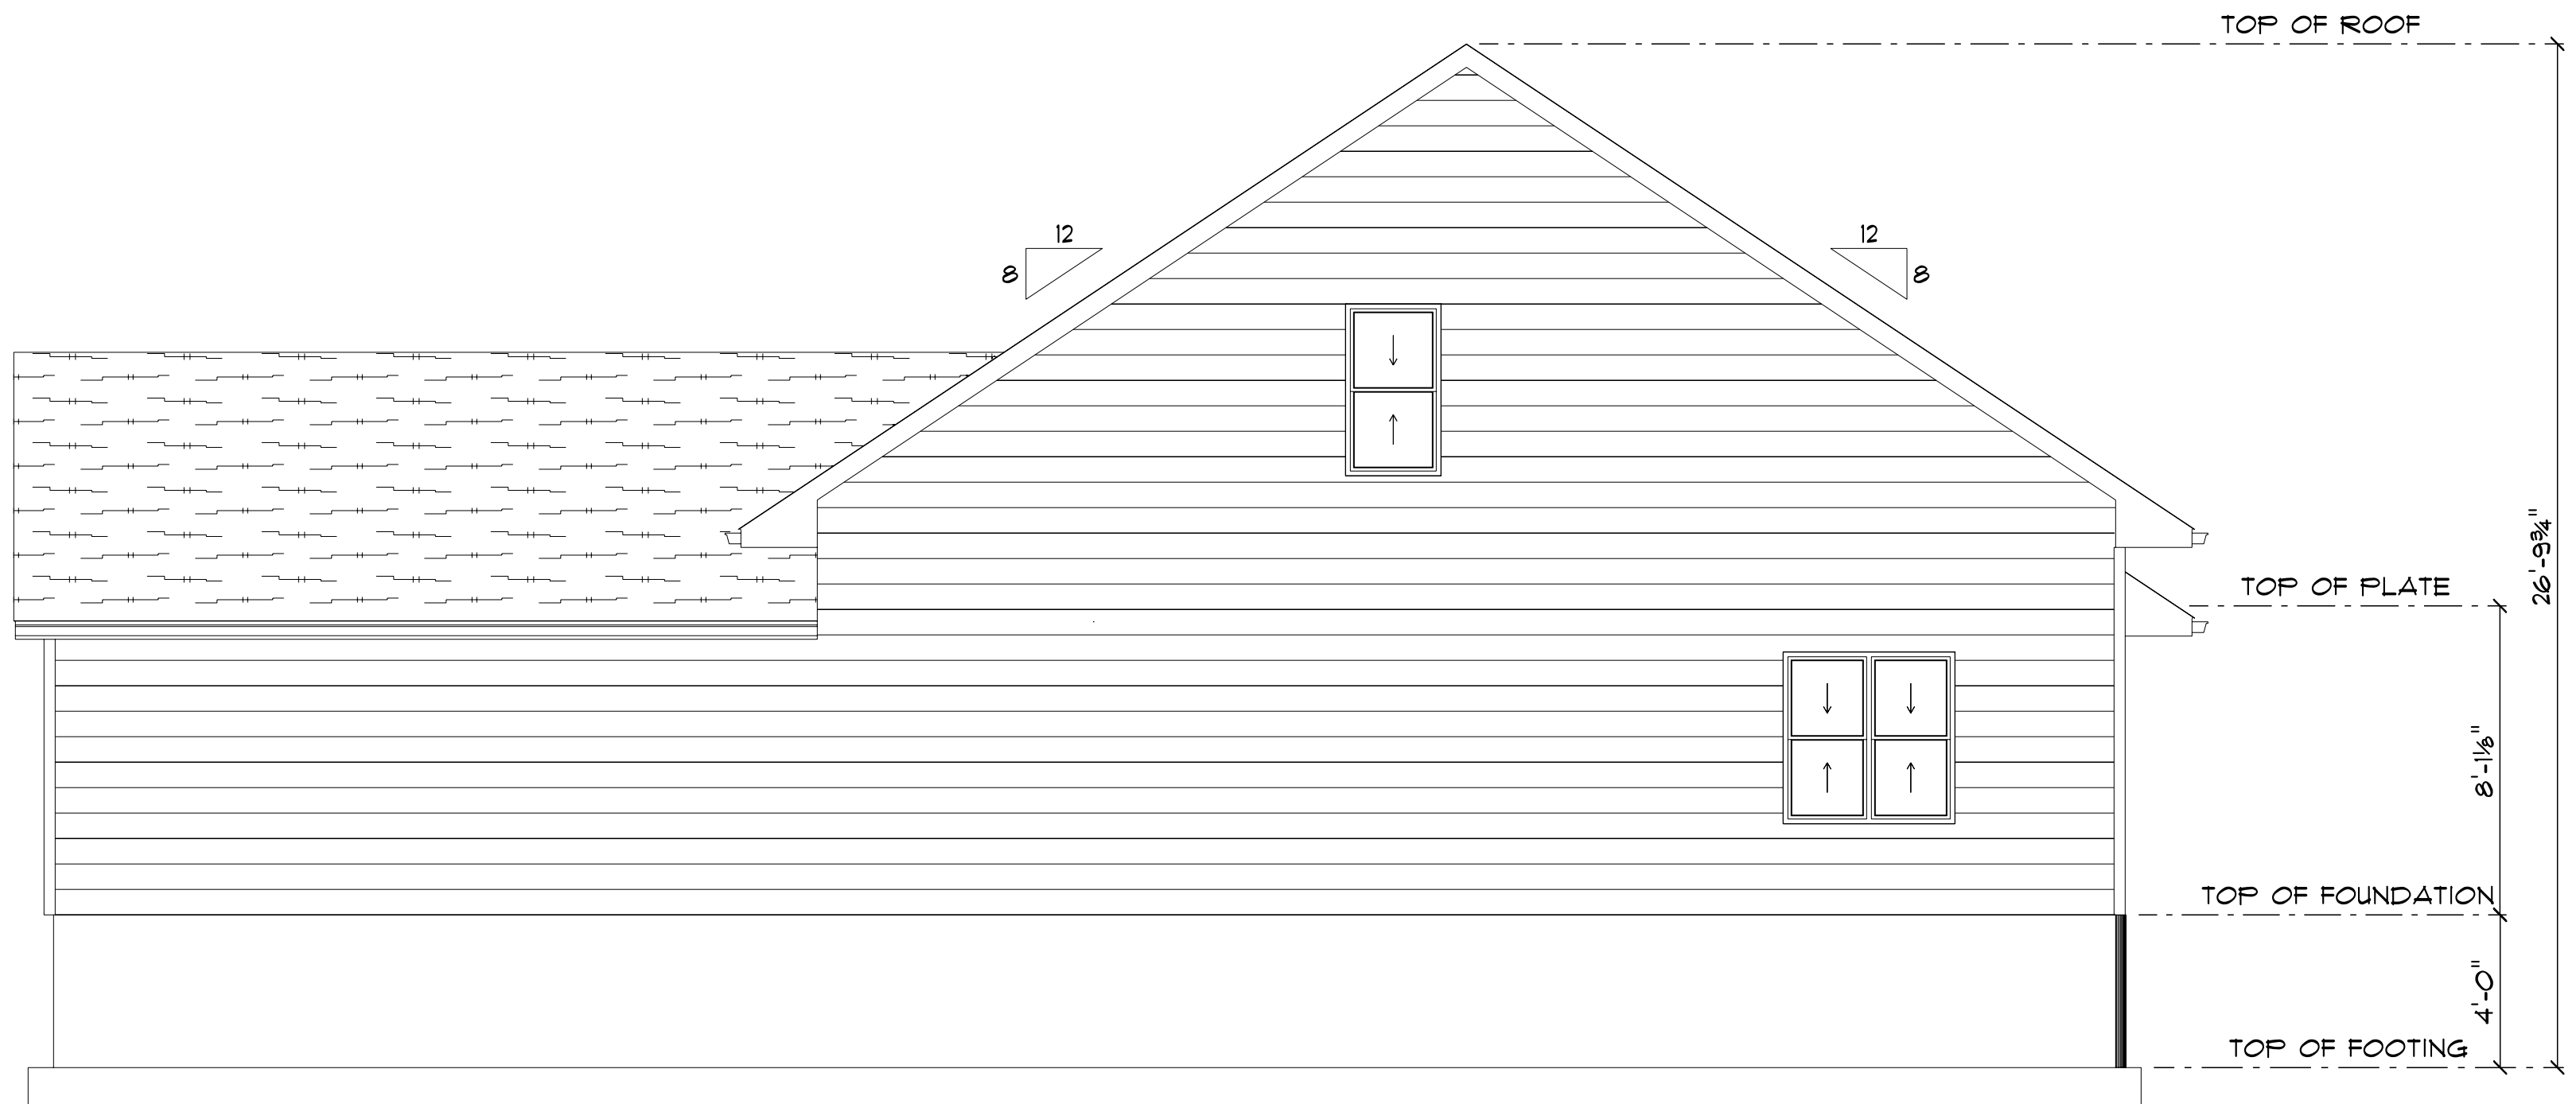 TOP OF ROOF
12
8
12
8
26'-9¾"
TOP OF PLATE
8'-1⅛"
TOP OF FOUNDATION
4'-0"
TOP OF FOOTING